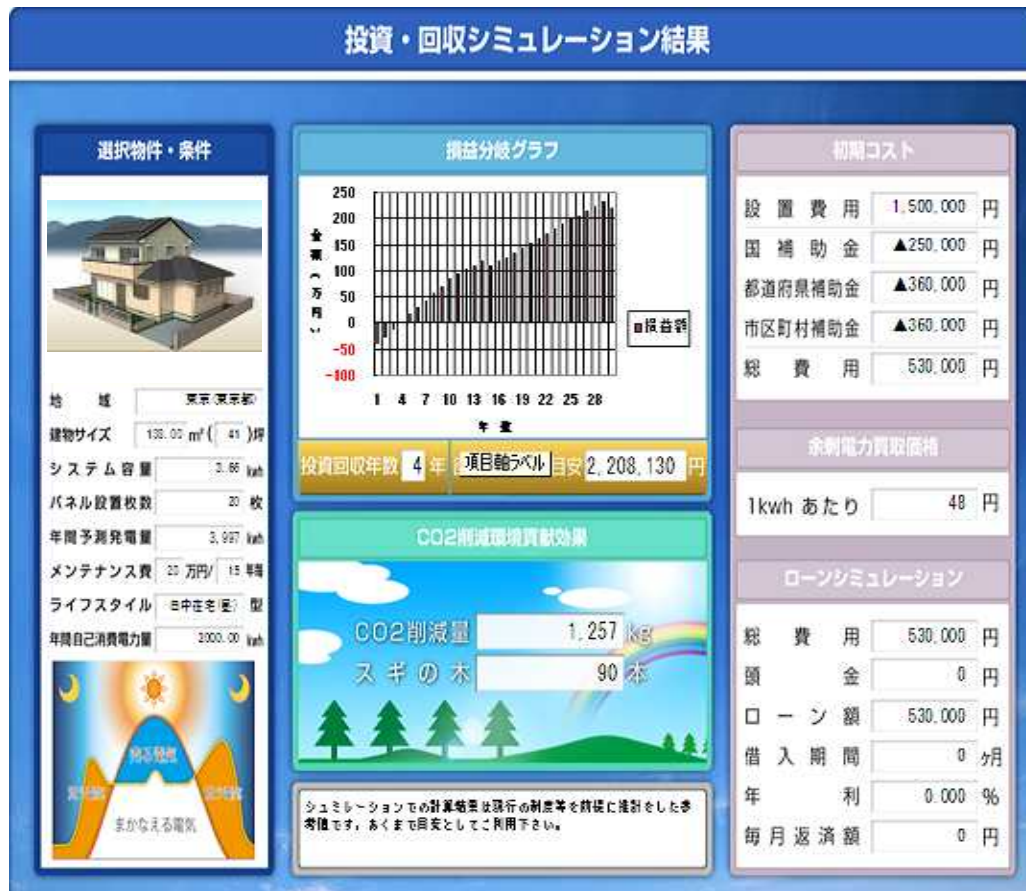 投資・回収シミュレーション結果
選択物件・条件
地 域 東京(東京都)
建物サイズ 138.00 m²( 41 )坪
システム容量 3.66 kwh
パネル設置枚数 20 枚
年間予測発電量 3,997 kwh
メンテナンス費 20 万円/ 15 年毎
ライフスタイル 日中在宅(昼) 型
年間自己消費電力量 2000.00 kwh
売る電気
買う電気
買う電気
まかなえる電気
損益分岐グラフ
250
200
150
100
50
0
-50
-100
金額(万円)
1 4 7 10 13 16 19 22 25 28
年数
損益額
投資回収年数 4 年
項目軸ラベル
目安 2,208,130 円
CO2削減環境貢献効果
CO2削減量 1,257 kg
スギの木 90 本
シュミレーションでの計算結果は現行の制度等を前提に推計をした参
考値です。あくまで目安としてご利用下さい。
初期コスト
設置費用 1,500,000 円
国補助金 ▲250,000 円
都道府県補助金 ▲360,000 円
市区町村補助金 ▲360,000 円
総費用 530,000 円
余剰電力買取価格
1kwh あたり 48 円
ローンシミュレーション
総費用 530,000 円
頭金 0 円
ローン額 530,000 円
借入期間 0 ヶ月
年利 0.000 %
毎月返済額 0 円